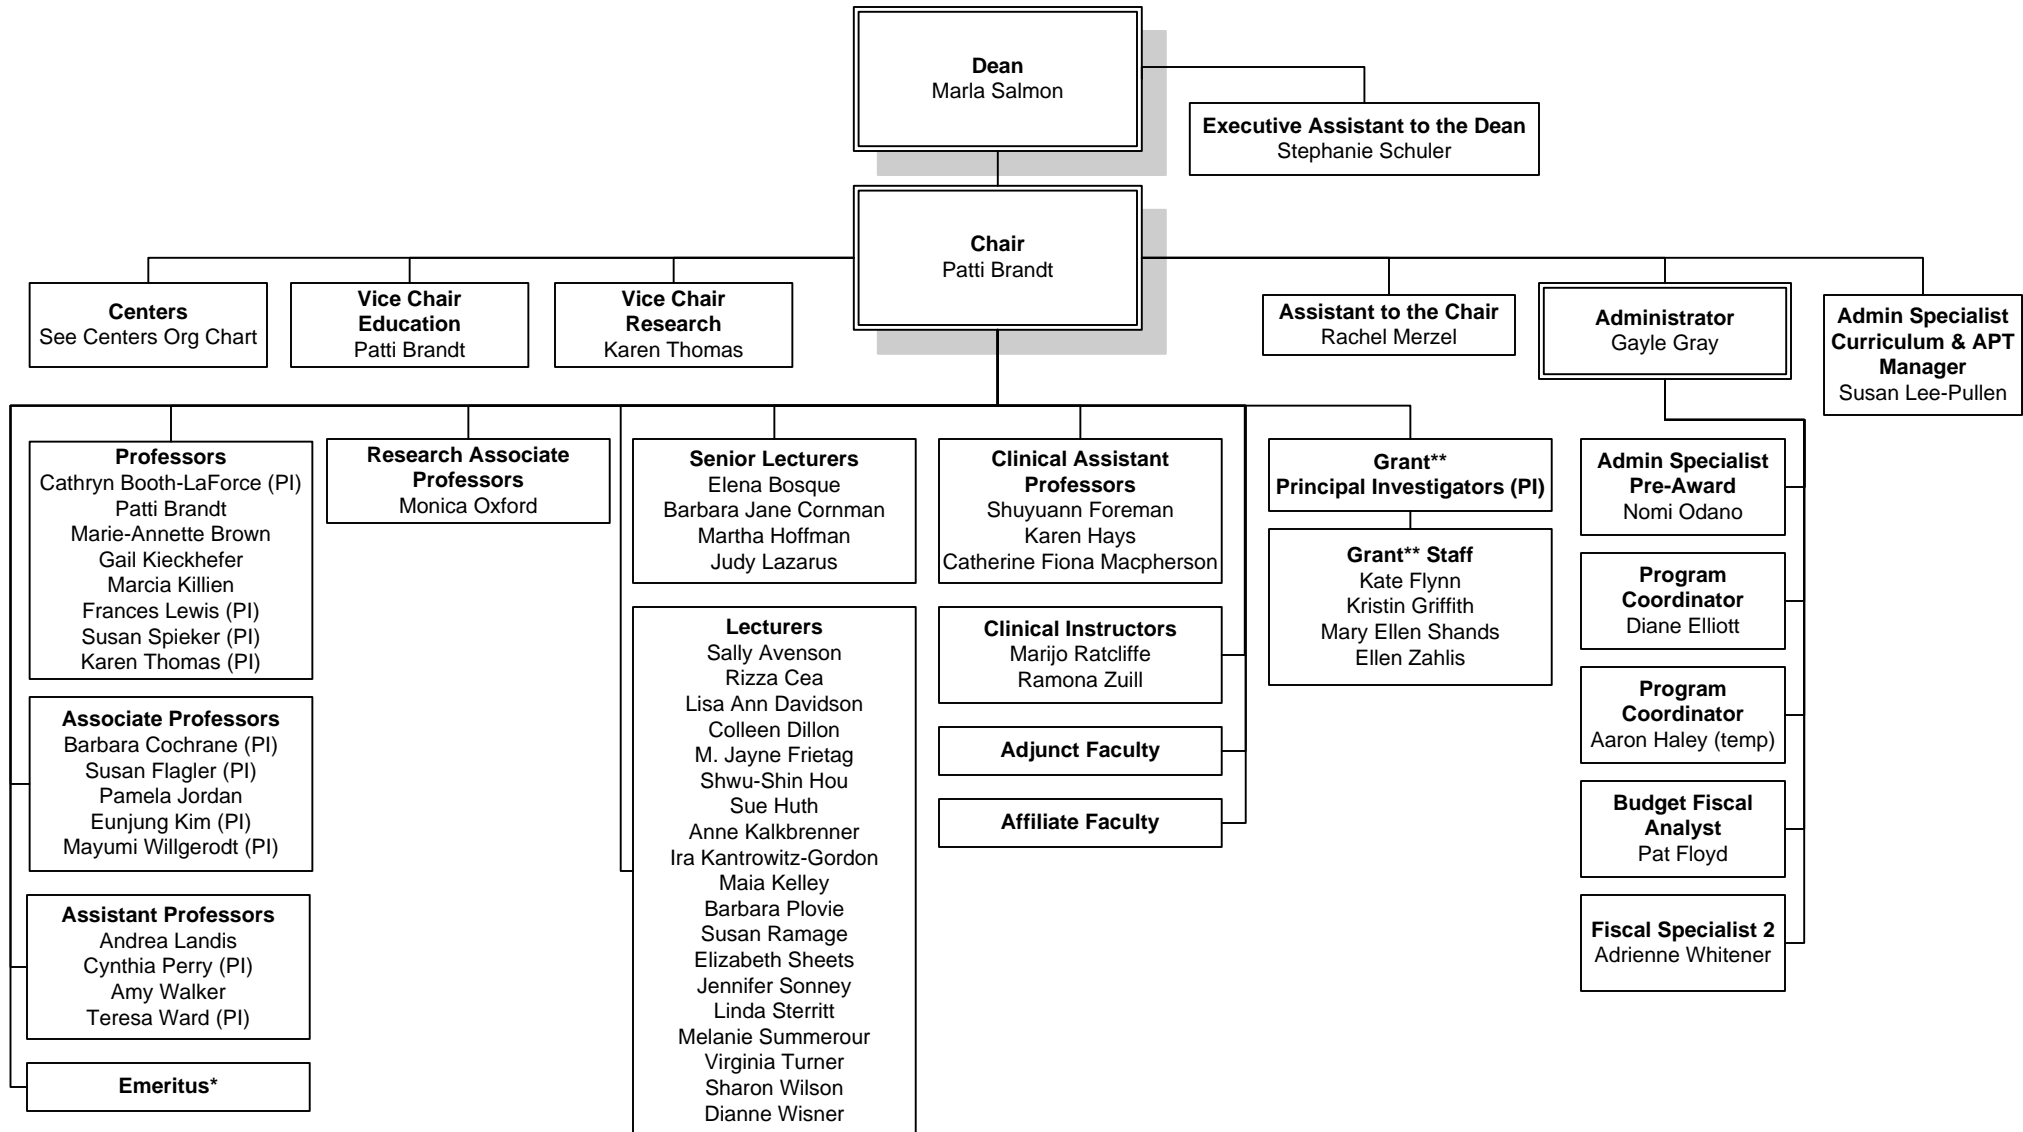 Dean
Marla Salmon
Executive Assistant to the Dean
Stephanie Schuler
Chair
Patti Brandt
Centers
See Centers Org Chart
Vice Chair
Education
Patti Brandt
Vice Chair
Research
Karen Thomas
Assistant to the Chair
Rachel Merzel
Administrator
Gayle Gray
Admin Specialist
Curriculum & APT
Manager
Susan Lee-Pullen
Professors
Cathryn Booth-LaForce (PI)
Patti Brandt
Marie-Annette Brown
Gail Kieckhefer
Marcia Killien
Frances Lewis (PI)
Susan Spieker (PI)
Karen Thomas (PI)
Associate Professors
Barbara Cochrane (PI)
Susan Flagler (PI)
Pamela Jordan
Eunjung Kim (PI)
Mayumi Willgerodt (PI)
Assistant Professors
Andrea Landis
Cynthia Perry (PI)
Amy Walker
Teresa Ward (PI)
Emeritus*
Research Associate
Professors
Monica Oxford
Senior Lecturers
Elena Bosque
Barbara Jane Cornman
Martha Hoffman
Judy Lazarus
Lecturers
Sally Avenson
Rizza Cea
Lisa Ann Davidson
Colleen Dillon
M. Jayne Frietag
Shwu-Shin Hou
Sue Huth
Anne Kalkbrenner
Ira Kantrowitz-Gordon
Maia Kelley
Barbara Plovie
Susan Ramage
Elizabeth Sheets
Jennifer Sonney
Linda Sterritt
Melanie Summerour
Virginia Turner
Sharon Wilson
Dianne Wisner
Clinical Assistant
Professors
Shuyuann Foreman
Karen Hays
Catherine Fiona Macpherson
Clinical Instructors
Marijo Ratcliffe
Ramona Zuill
Adjunct Faculty
Affiliate Faculty
Grant**
Principal Investigators (PI)
Grant** Staff
Kate Flynn
Kristin Griffith
Mary Ellen Shands
Ellen Zahlis
Admin Specialist
Pre-Award
Nomi Odano
Program
Coordinator
Diane Elliott
Program
Coordinator
Aaron Haley (temp)
Budget Fiscal
Analyst
Pat Floyd
Fiscal Specialist 2
Adrienne Whitener